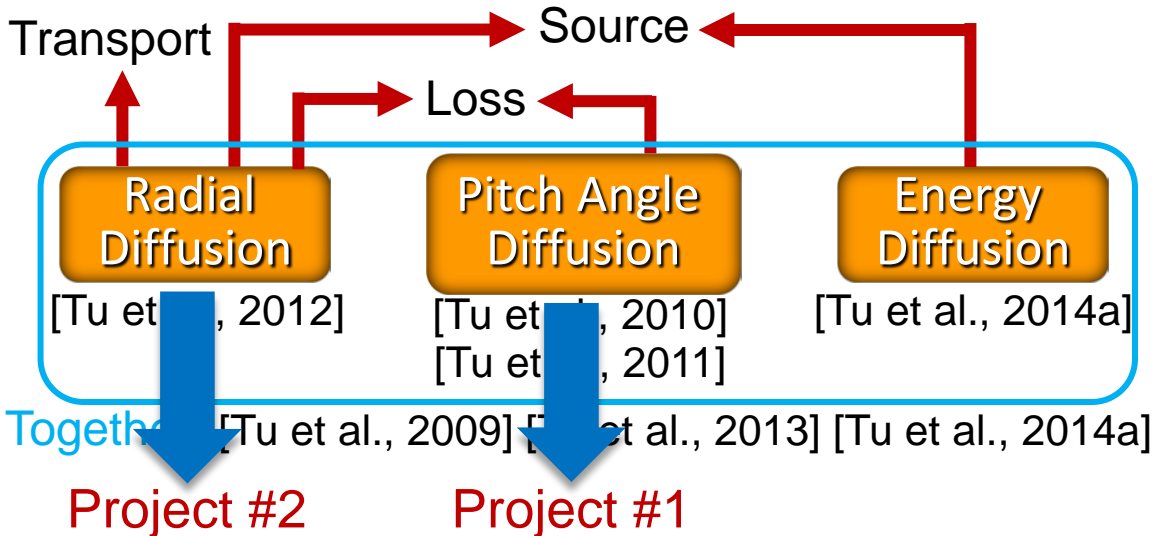 Transport
Source
Loss
Radial
Diffusion
Pitch Angle
Diffusion
Energy
Diffusion
[Tu et , 2012]
[Tu et , 2010]
[Tu et , 2011]
[Tu et al., 2014a]
[Tu et al., 2009] et al., 2013] [Tu et al., 2014a]
Project #2
Project #1